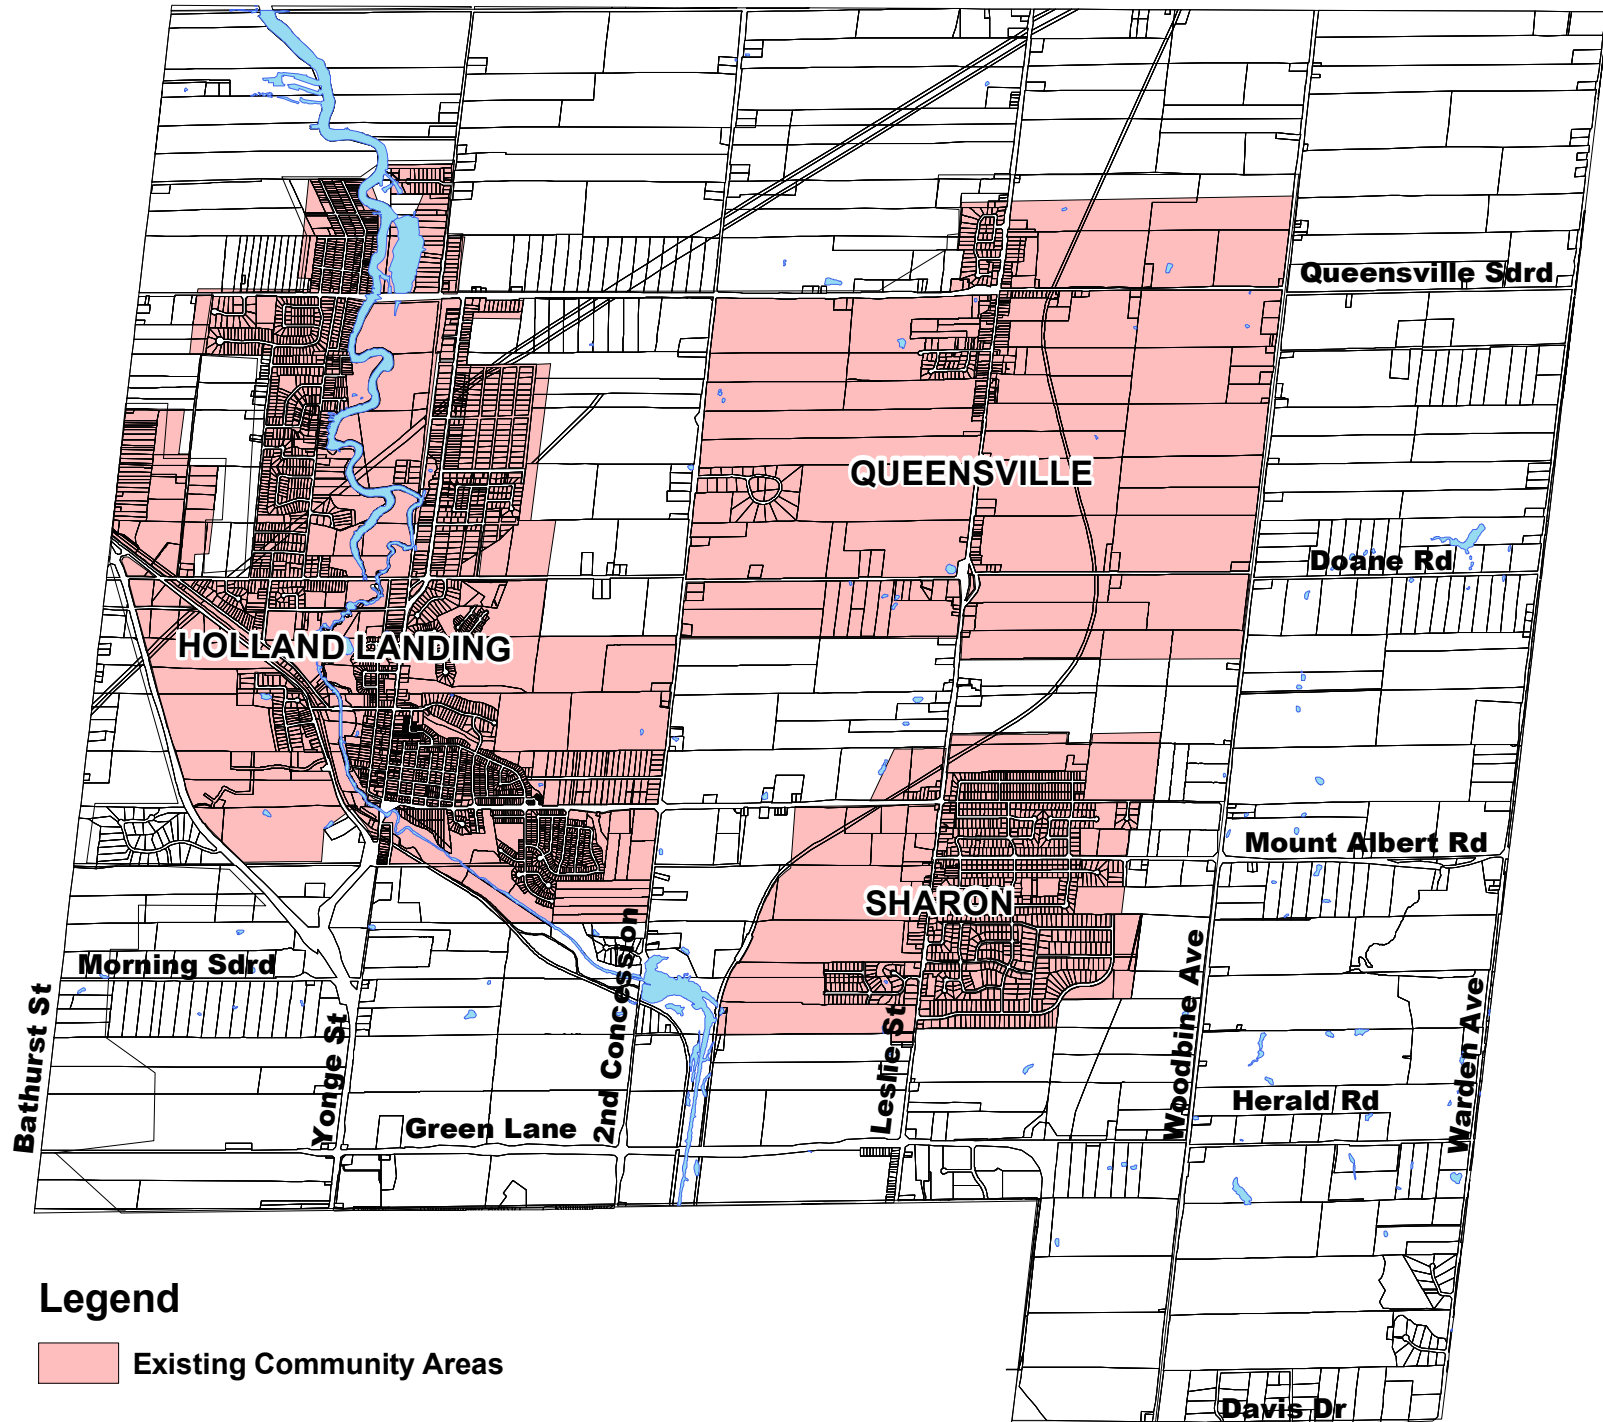 Queensville Sdrd
QUEENSVILLE
Doane Rd
HOLLAND LANDING
Mount Albert Rd
SHARON
Morning Sdrd
Bathurst St
Yonge St
2nd Concession
Leslie St
Woodbine Ave
Warden Ave
Green Lane
Herald Rd
Legend
Existing Community Areas
Davis Dr